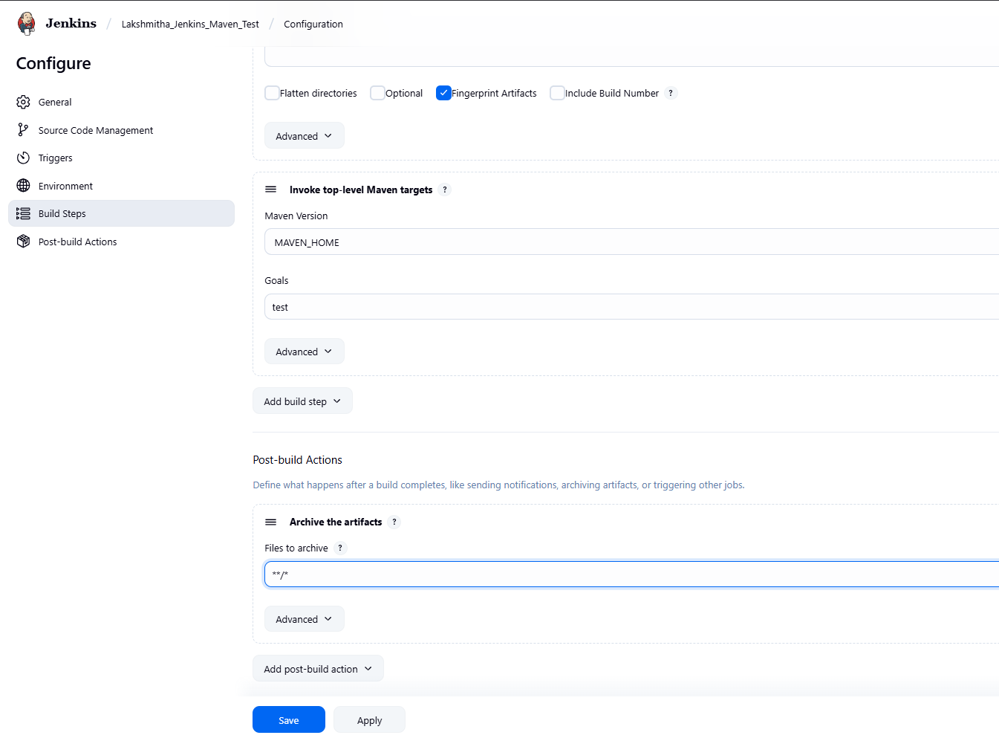 Jenkins / Lakshmitha_Jenkins_Maven_Test / Configuration
Configure
General
Source Code Management
Triggers
Environment
Build Steps
Post-build Actions
Flatten directories Optional Fingerprint Artifacts Include Build Number ?
Advanced
Invoke top-level Maven targets ?
Maven Version
MAVEN_HOME
Goals
test
Advanced
Add build step
Post-build Actions
Define what happens after a build completes, like sending notifications, archiving artifacts, or triggering other jobs.
Archive the artifacts ?
Files to archive ?
**/*
Advanced
Add post-build action
Save Apply